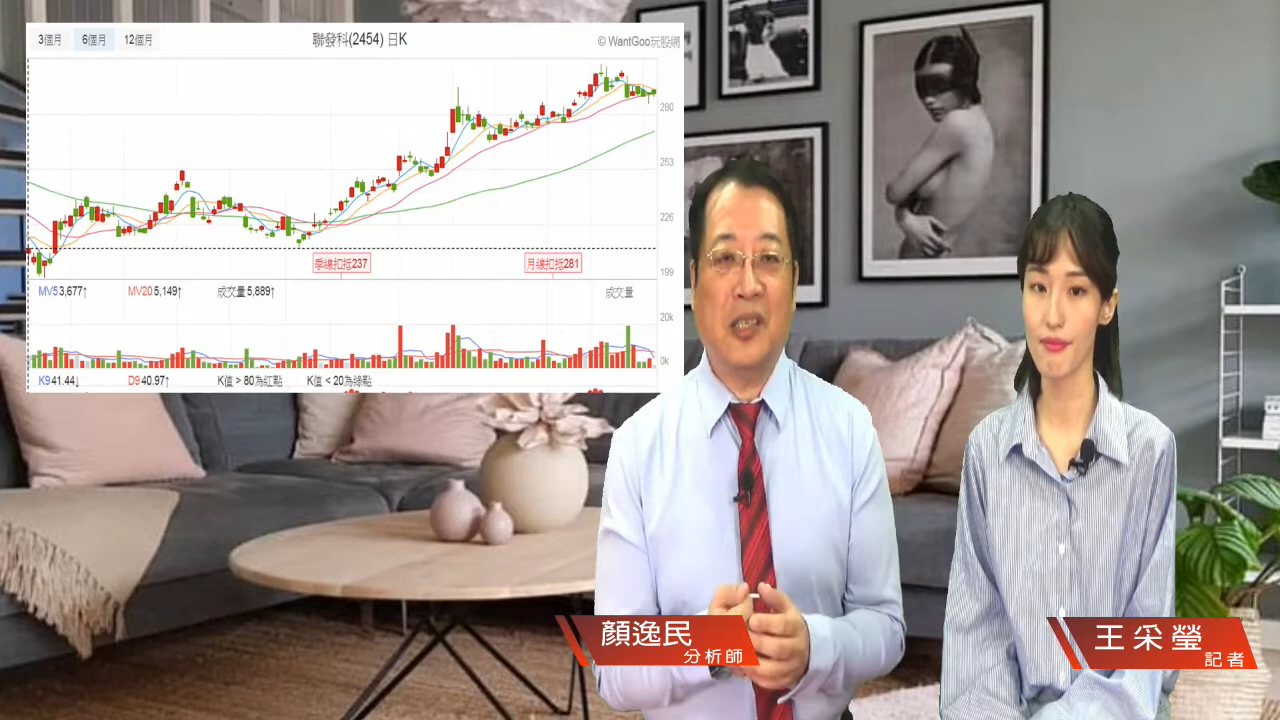 3個月 6個月 12個月
聯發科(2454) 日K
© WantGoo玩股網
280
253
226
199
季線扣抵237
月線扣抵281
MV5 3,677↑ MV20 5,149↑ 成交量 5,889↑ 成交量
20k
0k
K9 41.44↓ D9 40.97↑ K值 > 80為紅點 K值 < 20為綠點
顏逸民
分析師
王采瑩
記者